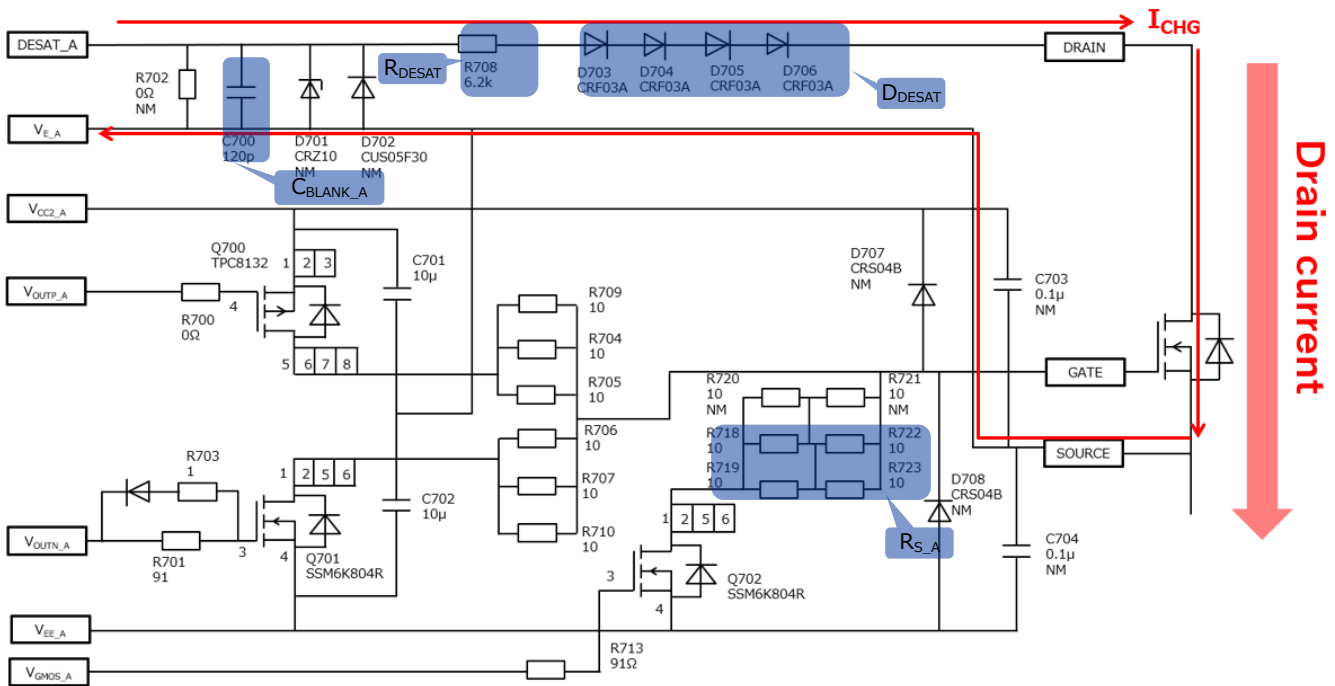 I_CHG
DESAT_A
R702
0Ω
NM
C700
120p
C_BLANK_A
D701
CRZ10
NM
D702
CUS05F30
NM
R_DESAT
R708
6.2k
D703
CRF03A
D704
CRF03A
D705
CRF03A
D706
CRF03A
D_DESAT
DRAIN
V_E_A
V_CC2_A
Q700
TPC8132
1
2
3
4
5
6
7
8
V_OUTP_A
R700
0Ω
C701
10μ
R709
10
R704
10
R705
10
D707
CRS04B
NM
C703
0.1μ
NM
GATE
Drain current
R706
10
R707
10
R710
10
R720
10
NM
R721
10
NM
R718
10
R722
10
R719
10
R723
10
R_S_A
SOURCE
V_OUTN_A
R703
1
R701
91
1
2
5
6
3
4
Q701
SSM6K804R
C702
10μ
1
2
5
6
3
4
Q702
SSM6K804R
D708
CRS04B
NM
C704
0.1μ
NM
V_EE_A
V_GMOS_A
R713
91Ω